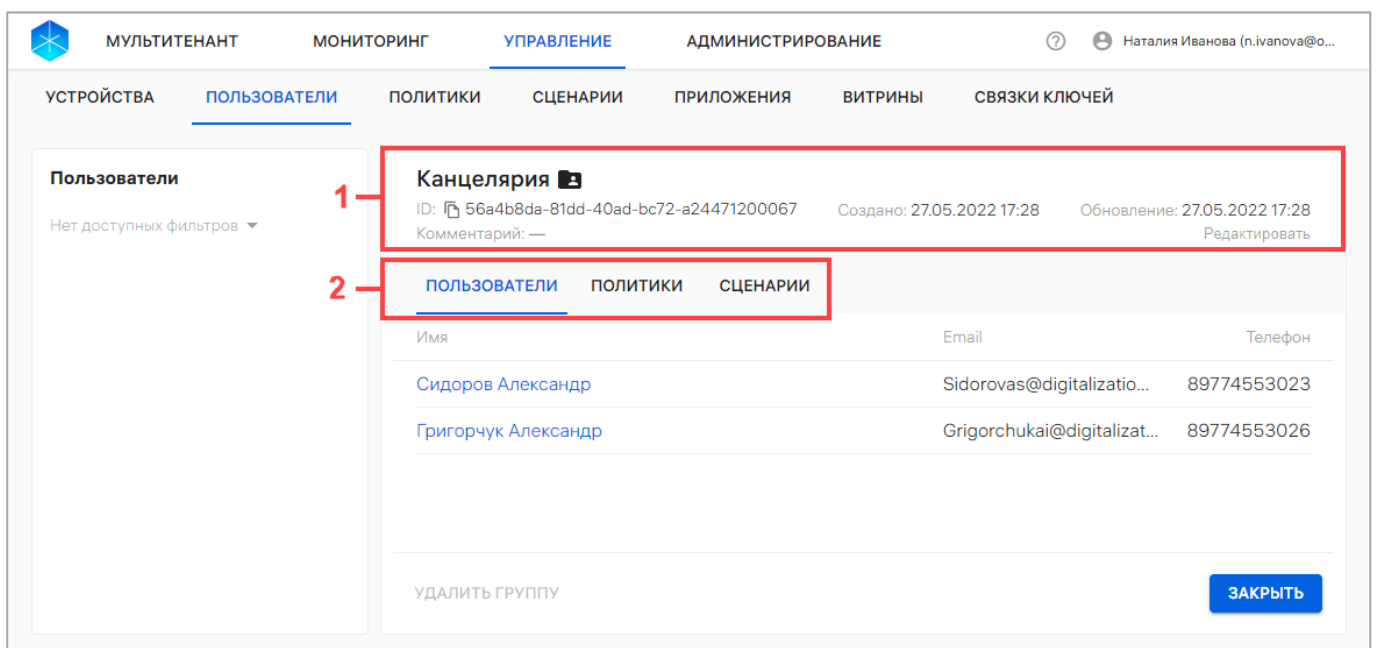 МУЛЬТИТЕНАНТ МОНИТОРИНГ УПРАВЛЕНИЕ АДМИНИСТРИРОВАНИЕ ? Наталия Иванова (n.ivanova@o...
УСТРОЙСТВА ПОЛЬЗОВАТЕЛИ ПОЛИТИКИ СЦЕНАРИИ ПРИЛОЖЕНИЯ ВИТРИНЫ СВЯЗКИ КЛЮЧЕЙ
Пользователи
Нет доступных фильтров
1
Канцелярия
ID: 56a4b8da-81dd-40ad-bc72-a24471200067 Создано: 27.05.2022 17:28 Обновление: 27.05.2022 17:28
Комментарий: — Редактировать
2
ПОЛЬЗОВАТЕЛИ ПОЛИТИКИ СЦЕНАРИИ
Имя Email Телефон
Сидоров Александр Sidorovas@digitalizatio... 89774553023
Григорчук Александр Grigorchukai@digitalizat... 89774553026
УДАЛИТЬ ГРУППУ ЗАКРЫТЬ